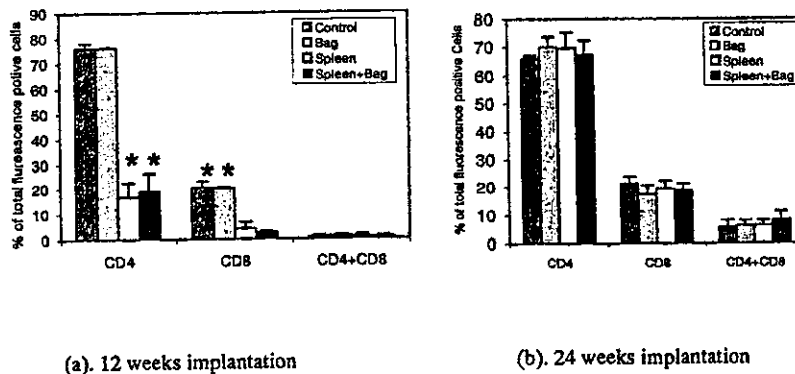 % of total flureascence potive cells
90
80
70
60
50
40
30
20
10
0
* *
* *
Control
Bag
Spleen
Spleen+Bag
CD4 CD8 CD4+CD8
(a). 12 weeks implantation
% of total fluorescence positive Cells
80
70
60
50
40
30
20
10
0
Control
Bag
Spleen
Spleen+Bag
CD4 CD8 CD4+CD8
(b). 24 weeks implantation